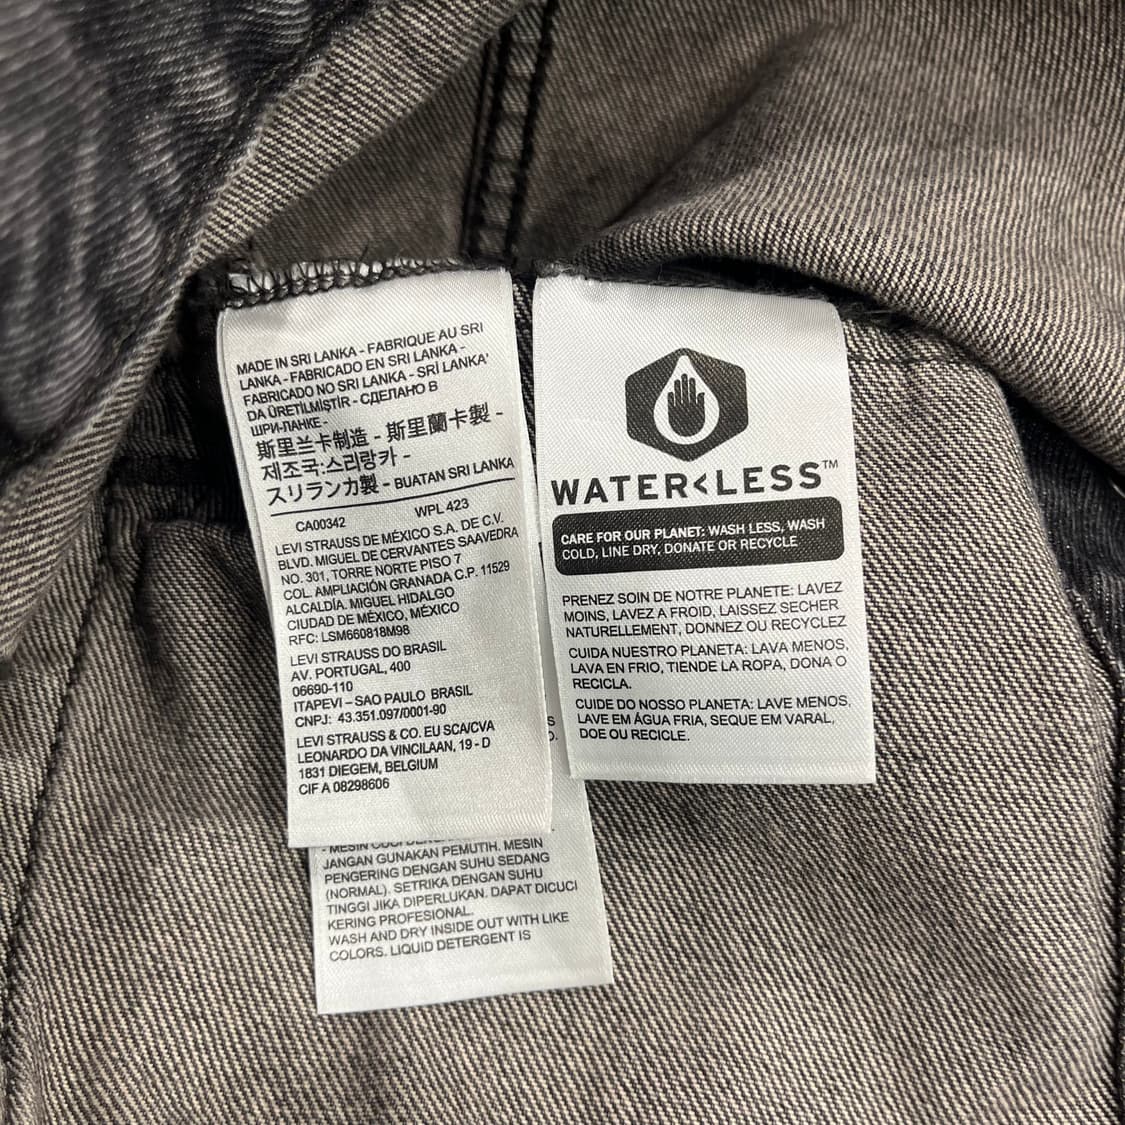 MADE IN SRI LANKA - FABRIQUE AU SRI
LANKA - FABRICADO EN SRI LANKA -
FABRICADO NO SRI LANKA - SRİ LANKA'
DA ÜRETİLMİŞTİR - СДЕЛАНО В
ШРИ-ЛАНКЕ -
斯里兰卡制造 - 斯里蘭卡製 -
제조국:스리랑카 -
スリランカ製 - BUATAN SRI LANKA
CA00342 WPL 423
LEVI STRAUSS DE MÉXICO S.A. DE C.V.
BLVD. MIGUEL DE CERVANTES SAAVEDRA
NO. 301, TORRE NORTE PISO 7
COL. AMPLIACIÓN GRANADA C.P. 11529
ALCALDÍA. MIGUEL HIDALGO
CIUDAD DE MÉXICO, MÉXICO
RFC: LSM660818M98
LEVI STRAUSS DO BRASIL
AV. PORTUGAL, 400
06690-110
ITAPEVI – SAO PAULO BRASIL
CNPJ: 43.351.097/0001-90
LEVI STRAUSS & CO. EU SCA/CVA
LEONARDO DA VINCILAAN, 19 - D
1831 DIEGEM, BELGIUM
CIF A 08298606
- MESIN CUCI
JANGAN GUNAKAN PEMUTIH. MESIN
PENGERING DENGAN SUHU SEDANG
(NORMAL). SETRIKA DENGAN SUHU
TINGGI JIKA DIPERLUKAN. DAPAT DICUCI
KERING PROFESIONAL.
WASH AND DRY INSIDE OUT WITH LIKE
COLORS. LIQUID DETERGENT IS
WATER<LESS™
CARE FOR OUR PLANET: WASH LESS, WASH
COLD, LINE DRY, DONATE OR RECYCLE
PRENEZ SOIN DE NOTRE PLANETE: LAVEZ
MOINS, LAVEZ A FROID, LAISSEZ SECHER
NATURELLEMENT, DONNEZ OU RECYCLEZ
CUIDA NUESTRO PLANETA: LAVA MENOS,
LAVA EN FRIO, TIENDE LA ROPA, DONA O
RECICLA.
CUIDE DO NOSSO PLANETA: LAVE MENOS,
LAVE EM ÁGUA FRIA, SEQUE EM VARAL,
DOE OU RECICLE.